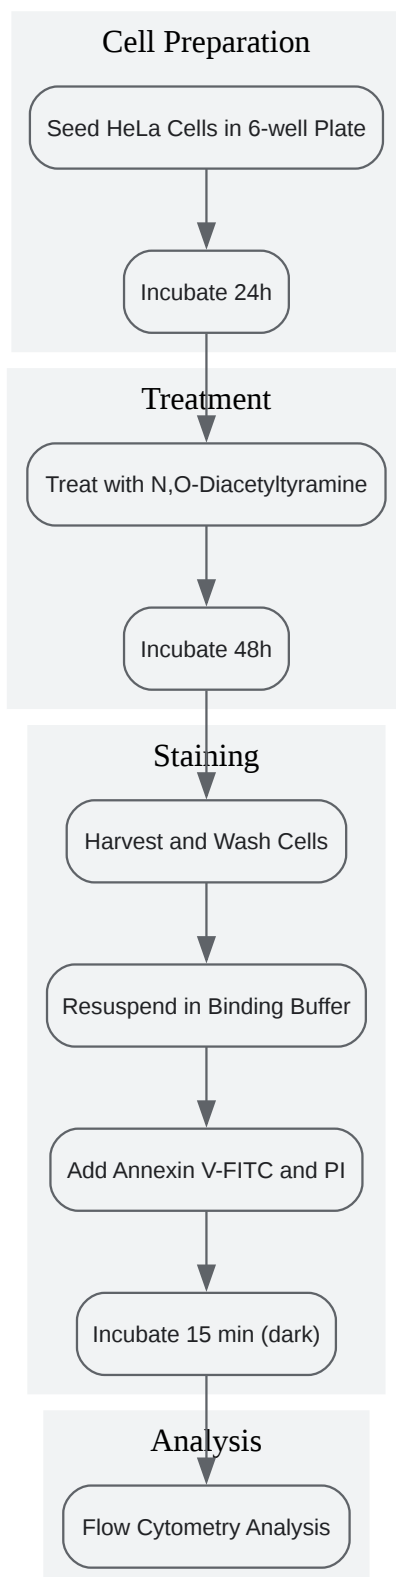 Cell Preparation
Seed HeLa Cells in 6-well Plate
Incubate 24h
Treatment
Treat with N,O-Diacetyltyramine
Incubate 48h
Staining
Harvest and Wash Cells
Resuspend in Binding Buffer
Add Annexin V-FITC and PI
Incubate 15 min (dark)
Analysis
Flow Cytometry Analysis